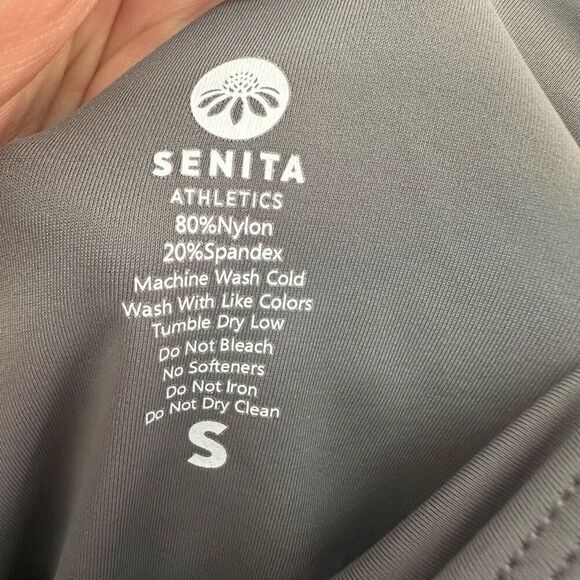 SENITA
ATHLETICS
80%Nylon
20%Spandex
Machine Wash Cold
Wash With Like Colors
Tumble Dry Low
Do Not Bleach
No Softeners
Do Not Iron
Do Not Dry Clean
S